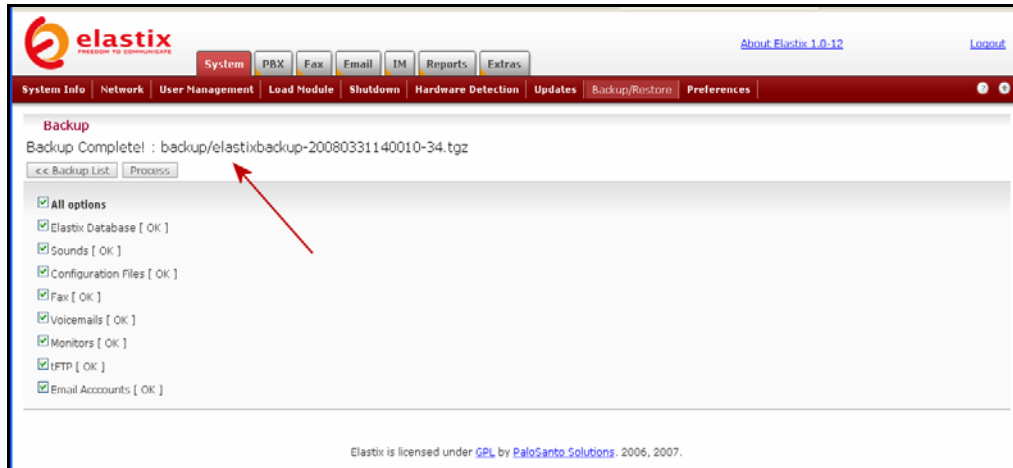 elastix
FREEDOM TO COMMUNICATE
About Elastix 1.0-12
Logout
System PBX Fax Email IM Reports Extras
System Info Network User Management Load Module Shutdown Hardware Detection Updates Backup/Restore Preferences
Backup
Backup Complete! : backup/elastixbackup-20080331140010-34.tgz
<< Backup List Process
All options
Elastix Database [ OK ]
Sounds [ OK ]
Configuration Files [ OK ]
Fax [ OK ]
Voicemails [ OK ]
Monitors [ OK ]
tFTP [ OK ]
Email Acccounts [ OK ]
Elastix is licensed under GPL by PaloSanto Solutions. 2006, 2007.